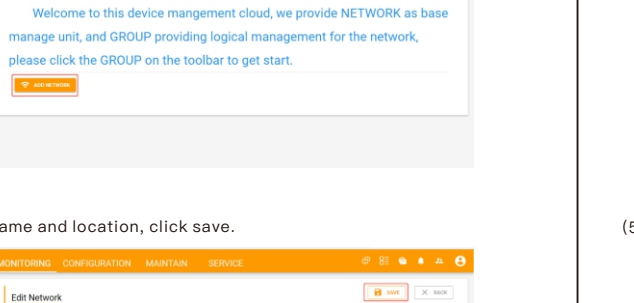 Welcome to this device mangement cloud, we provide NETWORK as base
manage unit, and GROUP providing logical management for the network,
please click the GROUP on the toolbar to get start.
ADD NETWORK
ame and location, click save.
(5
MONITORING CONFIGURATION MAINTAIN SERVICE
Edit Network
SAVE
BACK